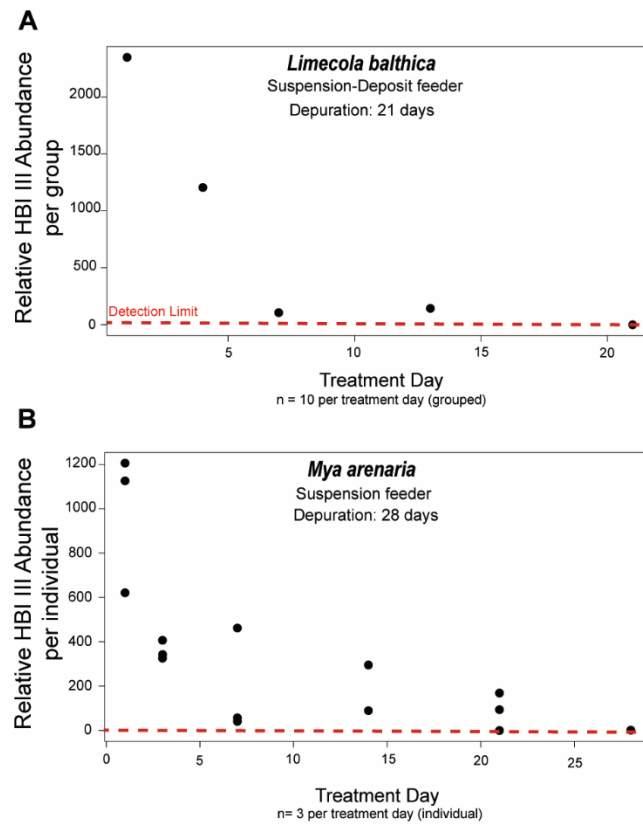 A
Limecola balthica
Suspension-Deposit feeder
Depuration: 21 days
Relative HBI III Abundance
per group
2000
1500
1000
500
0
Detection Limit
5
10
15
20
Treatment Day
n = 10 per treatment day (grouped)
B
Mya arenaria
Suspension feeder
Depuration: 28 days
Relative HBI III Abundance
per individual
1200
1000
800
600
400
200
0
0
5
10
15
20
25
Treatment Day
n= 3 per treatment day (individual)